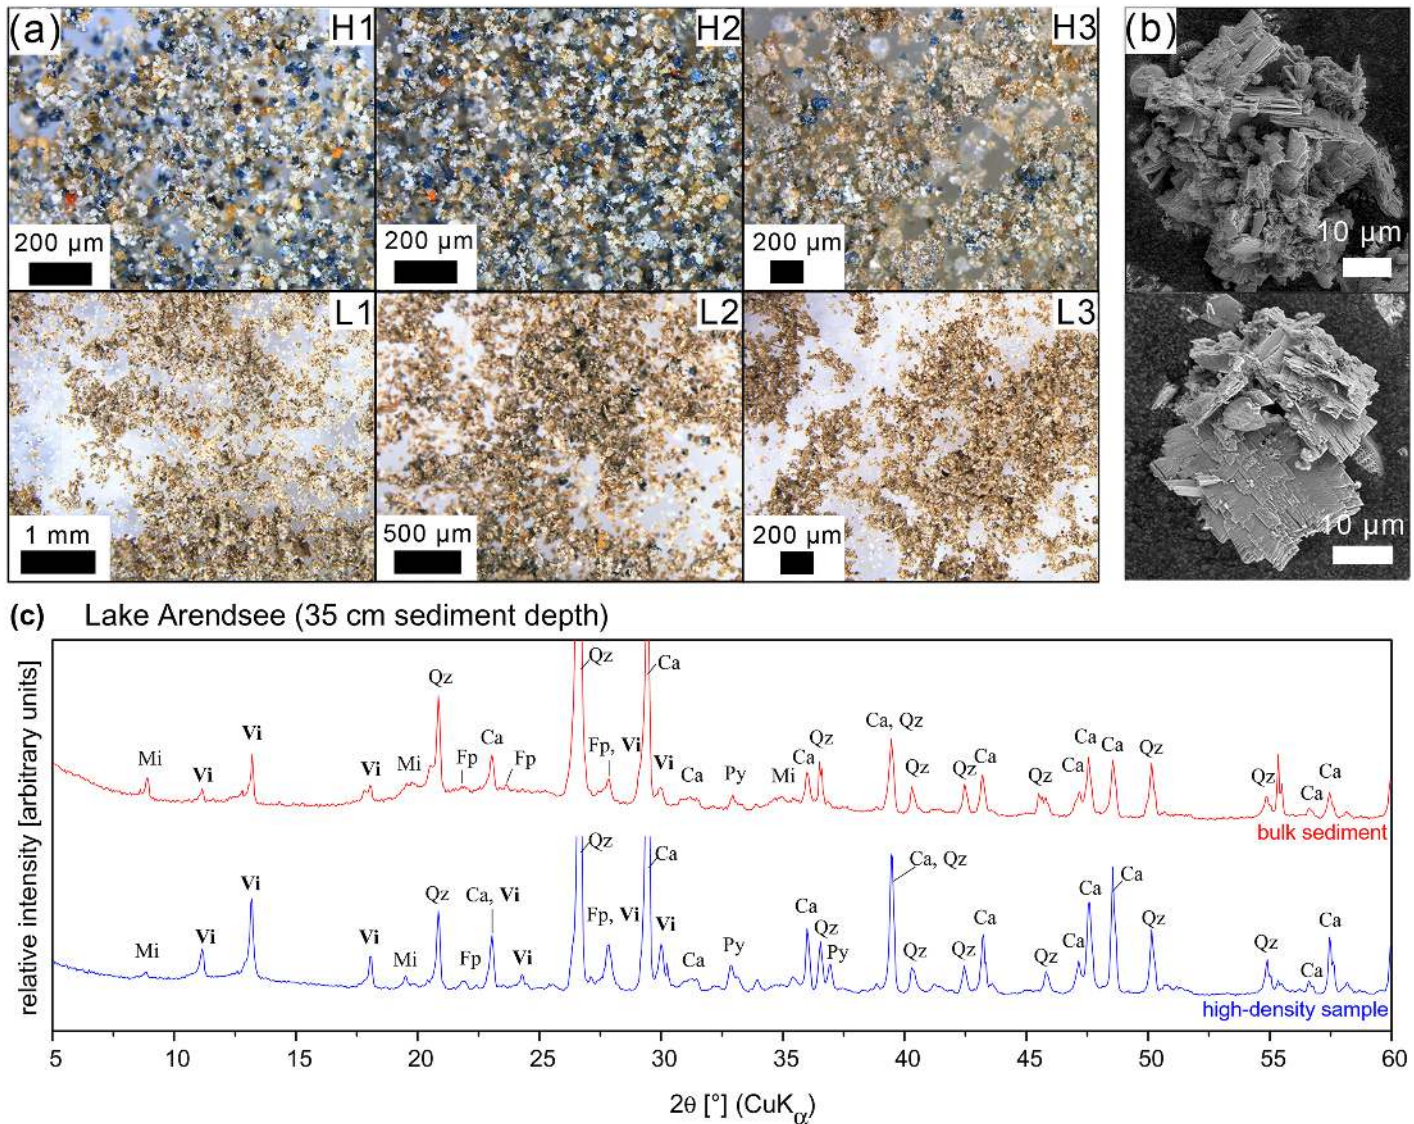 (a) H1 H2 H3 (b)
200 µm 200 µm 200 µm 10 µm
L1 L2 L3
1 mm 500 µm 200 µm 10 µm
(c) Lake Arendsee (35 cm sediment depth)
relative intensity [arbitrary units]
Mi Vi Vi Vi Mi Qz Fp Ca Fp Qz Fp, Vi Ca Vi Ca Py Mi Ca Qz Ca, Qz Qz Qz Ca Qz Ca Ca Ca Qz Qz Ca Ca
bulk sediment
Mi Vi Vi Vi Mi Qz Fp Ca, Vi Vi Qz Fp, Vi Ca Vi Ca Py Ca Qz Py Ca, Qz Qz Qz Ca Qz Ca Ca Ca Qz Qz Ca Ca
high-density sample
5 10 15 20 25 30 35 40 45 50 55 60
2θ [°] (CuKα)